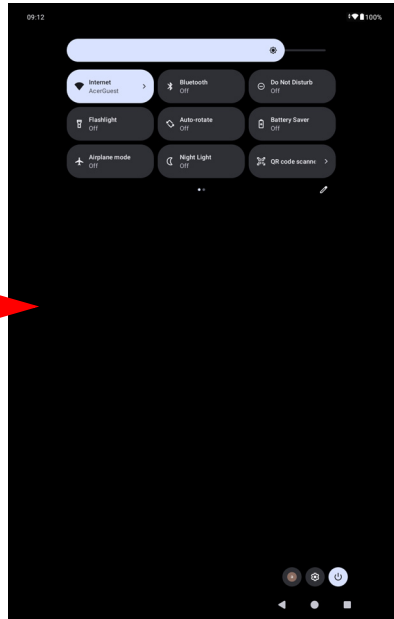 09:12
100%
Internet
AcerGuest
Bluetooth
Off
Do Not Disturb
Off
Flashlight
Off
Auto-rotate
Off
Battery Saver
Off
Airplane mode
Off
Night Light
Off
QR code scanne